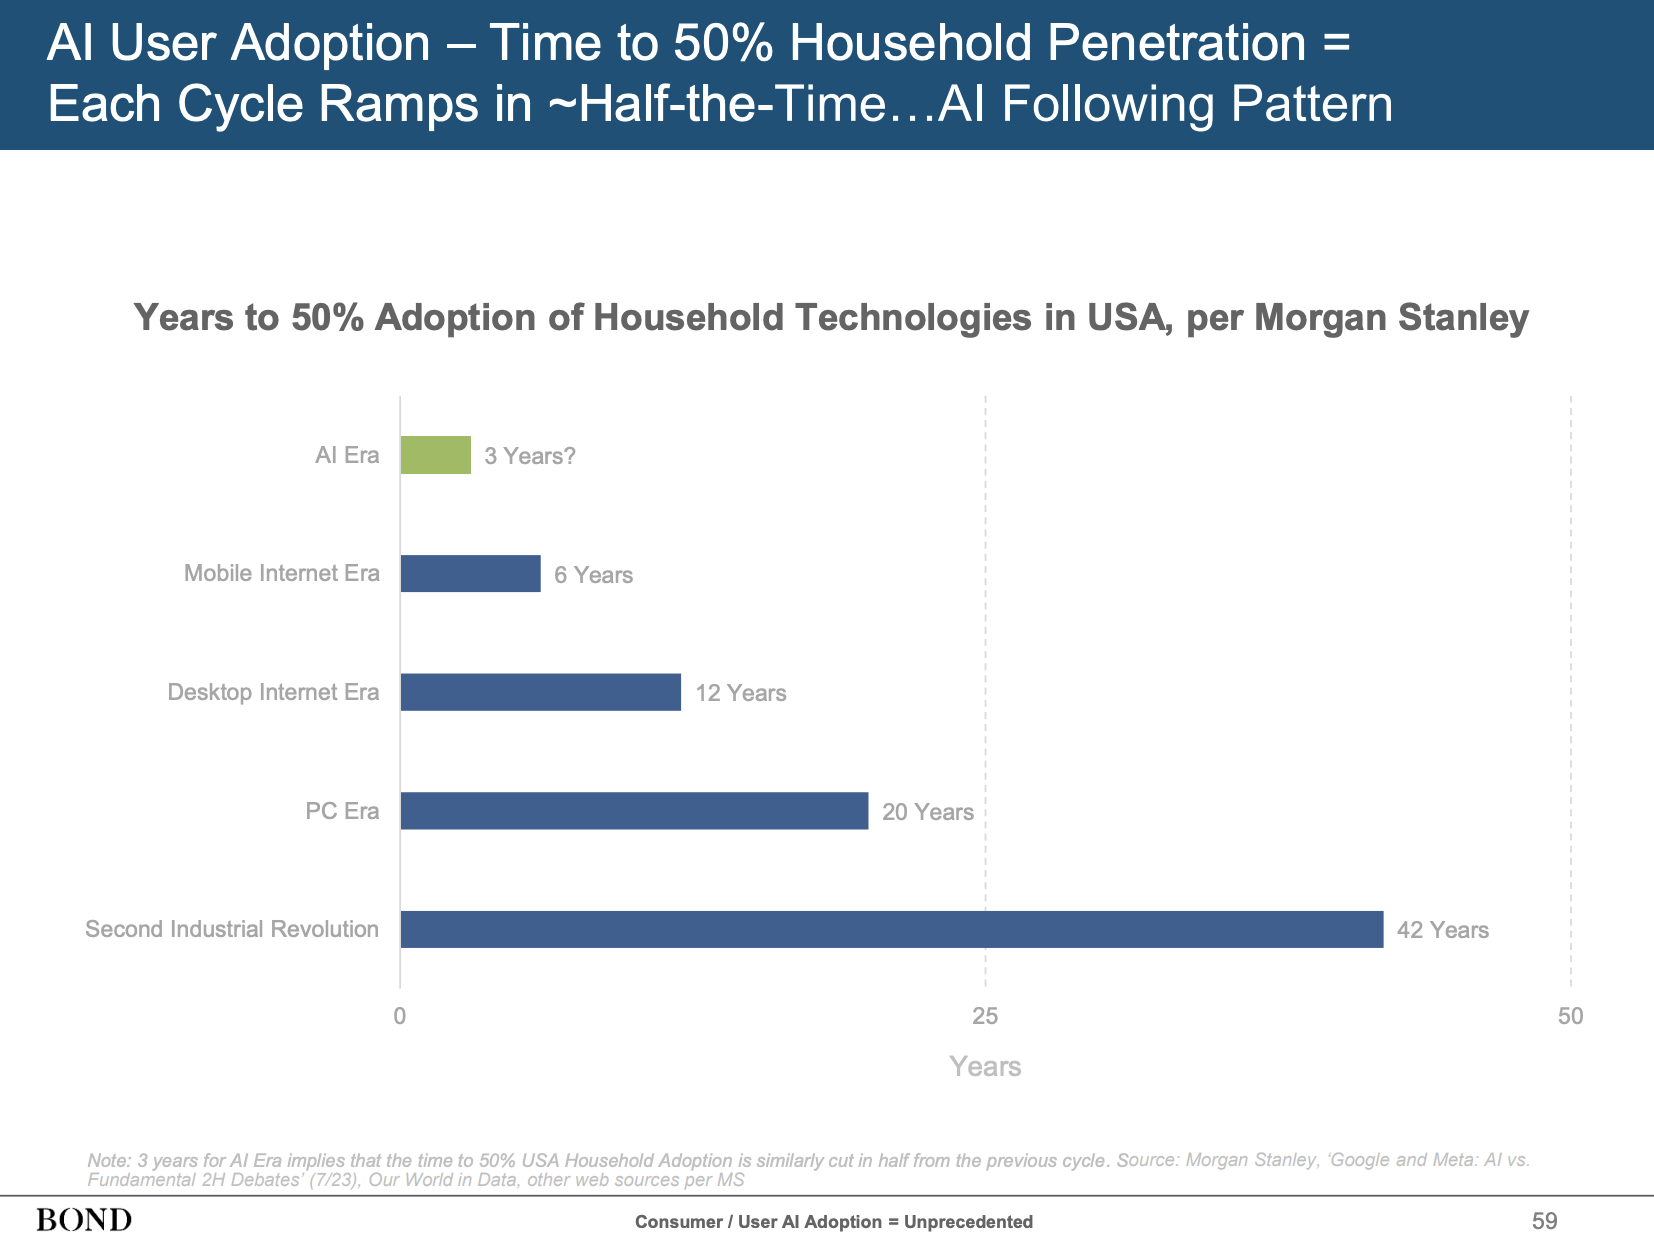 AI User Adoption – Time to 50% Household Penetration =
Each Cycle Ramps in ~Half-the-Time…AI Following Pattern
Years to 50% Adoption of Household Technologies in USA, per Morgan Stanley
AI Era
3 Years?
Mobile Internet Era
6 Years
Desktop Internet Era
12 Years
PC Era
20 Years
Second Industrial Revolution
42 Years
0
25
50
Years
Note: 3 years for AI Era implies that the time to 50% USA Household Adoption is similarly cut in half from the previous cycle. Source: Morgan Stanley, ‘Google and Meta: AI vs.
Fundamental 2H Debates’ (7/23), Our World in Data, other web sources per MS
BOND
Consumer / User AI Adoption = Unprecedented
59